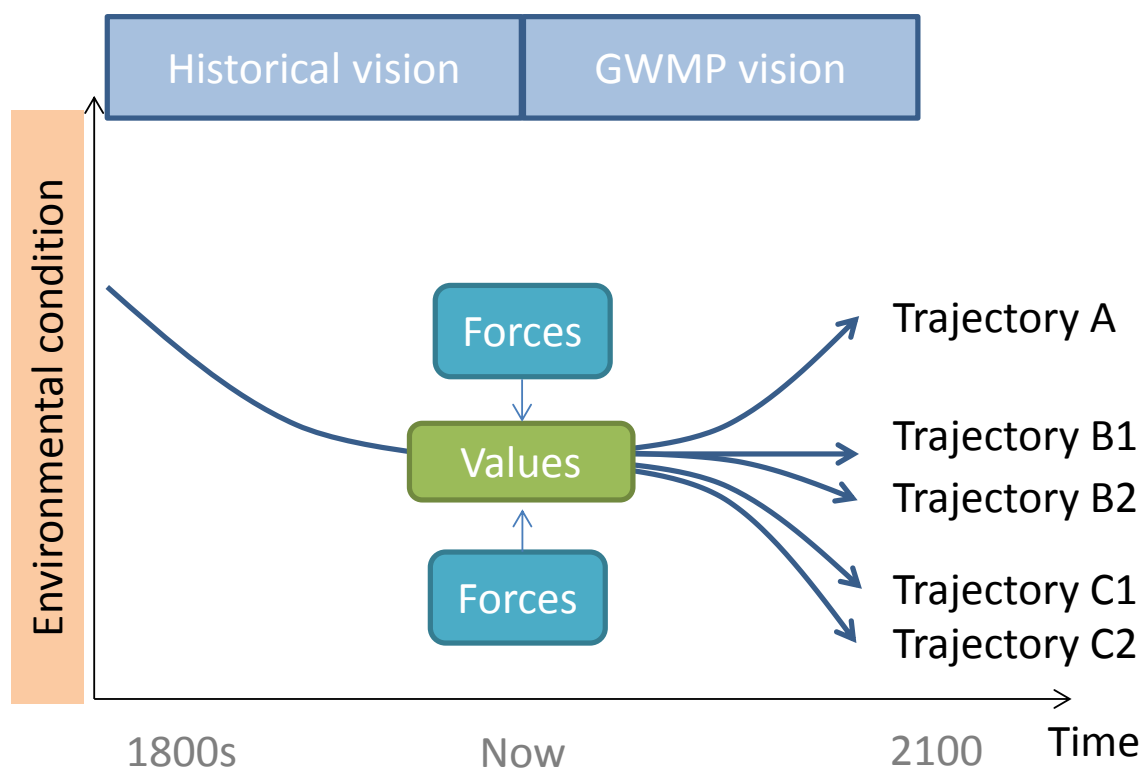 Historical vision
GWMP vision
Environmental condition
Forces
Values
Forces
Trajectory A
Trajectory B1
Trajectory B2
Trajectory C1
Trajectory C2
1800s
Now
2100
Time